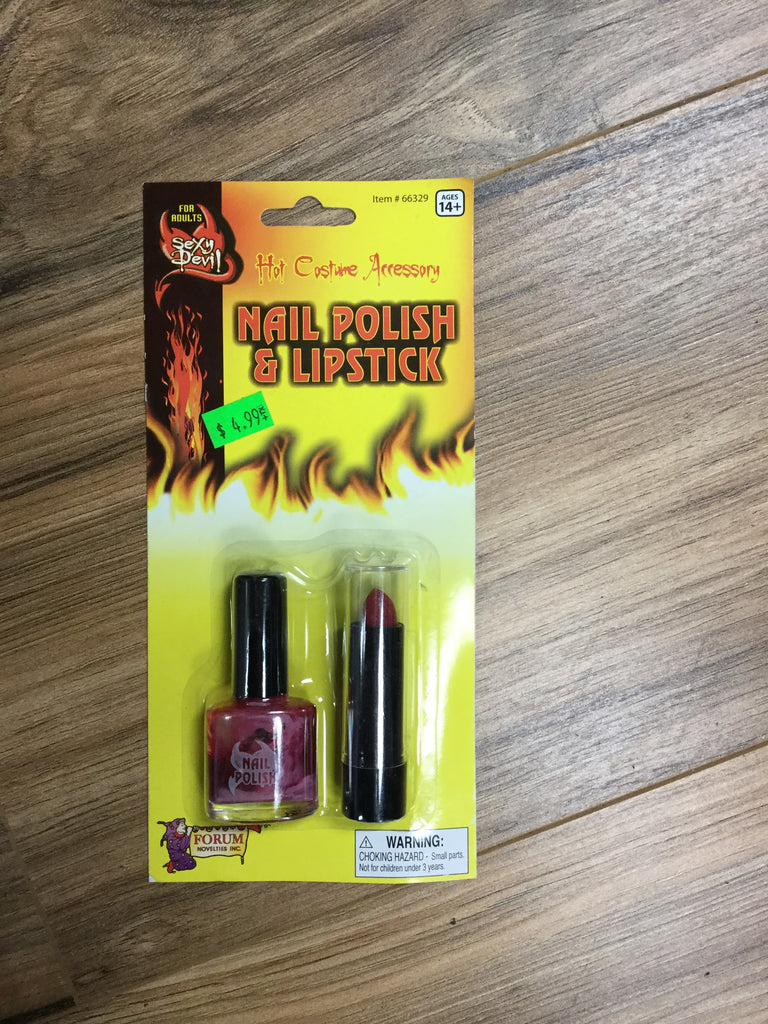 Item # 66329
AGES
14+
FOR
ADULTS
Sexy
Devil
Hot Costume Accessory
NAIL POLISH
& LIPSTICK
$ 4.99
NAIL
POLISH
FORUM
NOVELTIES INC.
WARNING:
CHOKING HAZARD - Small parts.
Not for children under 3 years.